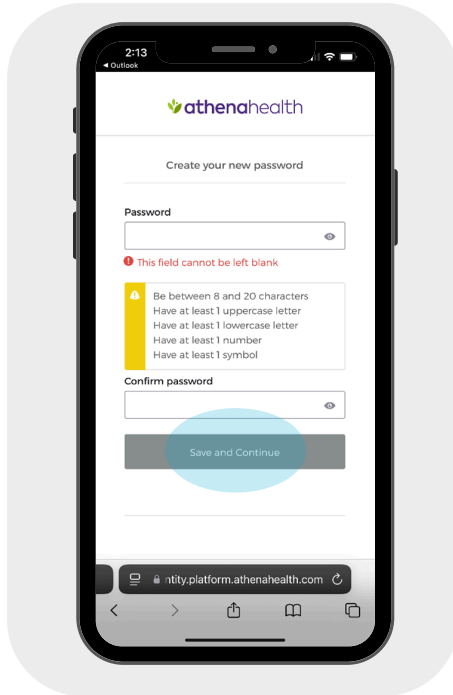 2:13
◀ Outlook
athenahealth
Create your new password
Password
This field cannot be left blank
Be between 8 and 20 characters
Have at least 1 uppercase letter
Have at least 1 lowercase letter
Have at least 1 number
Have at least 1 symbol
Confirm password
Save and Continue
ntity.platform.athenahealth.com